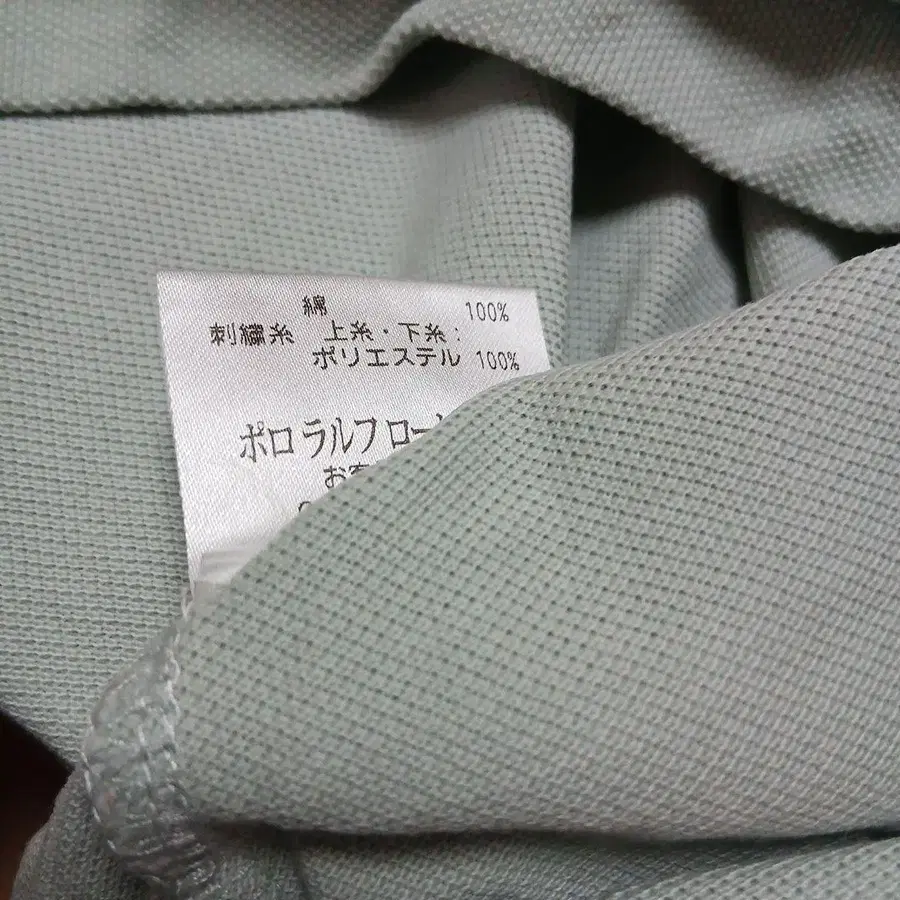 綿 100%
刺繍糸 上糸・下糸:
ポリエステル 100%
ポロ ラルフ ロー
お